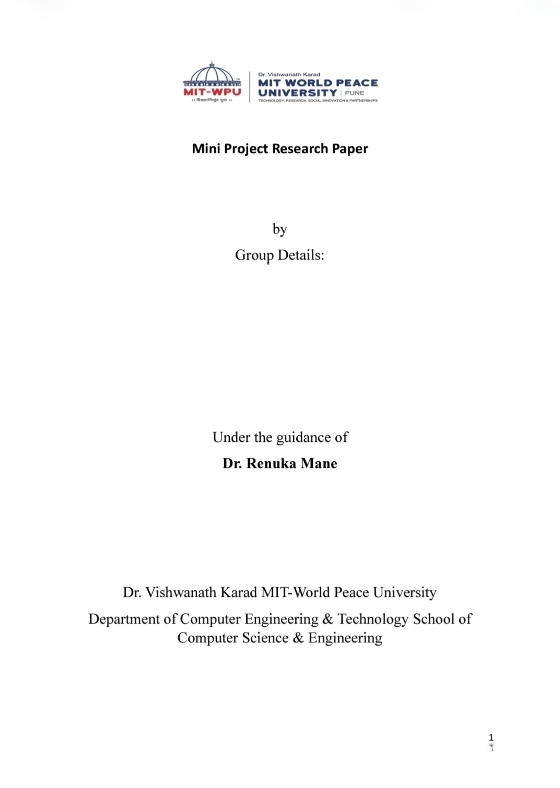 Dr. Vishwanath Karad
MIT WORLD PEACE
UNIVERSITY | PUNE
TECHNOLOGY, RESEARCH, SOCIAL INNOVATION & PARTNERSHIPS
MIT-WPU
Mini Project Research Paper
by
Group Details:
Under the guidance of
Dr. Renuka Mane
Dr. Vishwanath Karad MIT-World Peace University
Department of Computer Engineering & Technology School of
Computer Science & Engineering
1